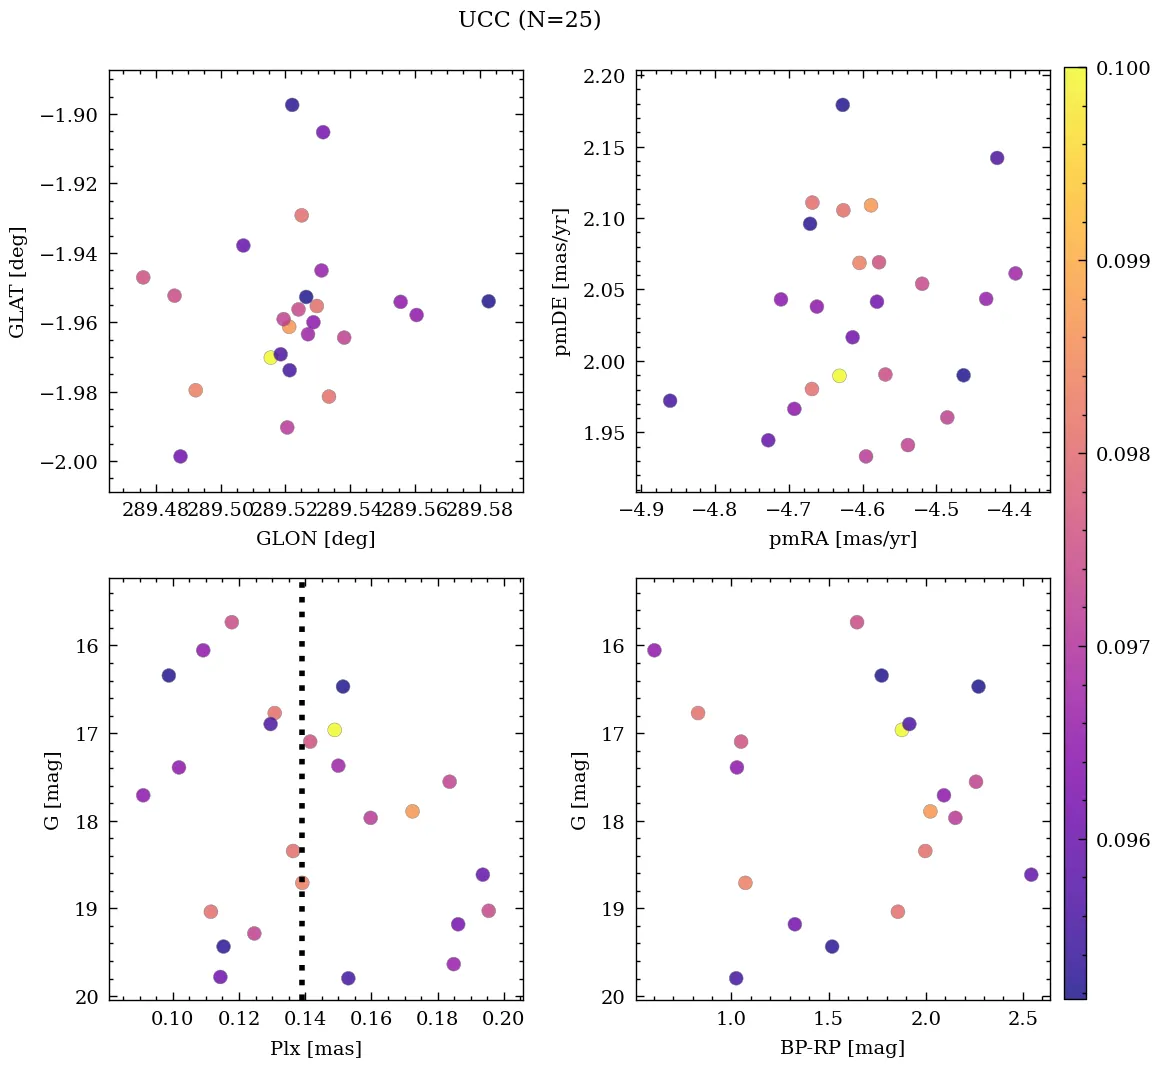 UCC (N=25)
−1.90
−1.92
−1.94
−1.96
−1.98
−2.00
GLAT [deg]
289.48 289.50 289.52 289.54 289.56 289.58
GLON [deg]
2.20
2.15
2.10
2.05
2.00
1.95
pmDE [mas/yr]
−4.9 −4.8 −4.7 −4.6 −4.5 −4.4
pmRA [mas/yr]
16
17
18
19
20
G [mag]
0.10 0.12 0.14 0.16 0.18 0.20
Plx [mas]
16
17
18
19
20
G [mag]
1.0 1.5 2.0 2.5
BP-RP [mag]
0.100
0.099
0.098
0.097
0.096